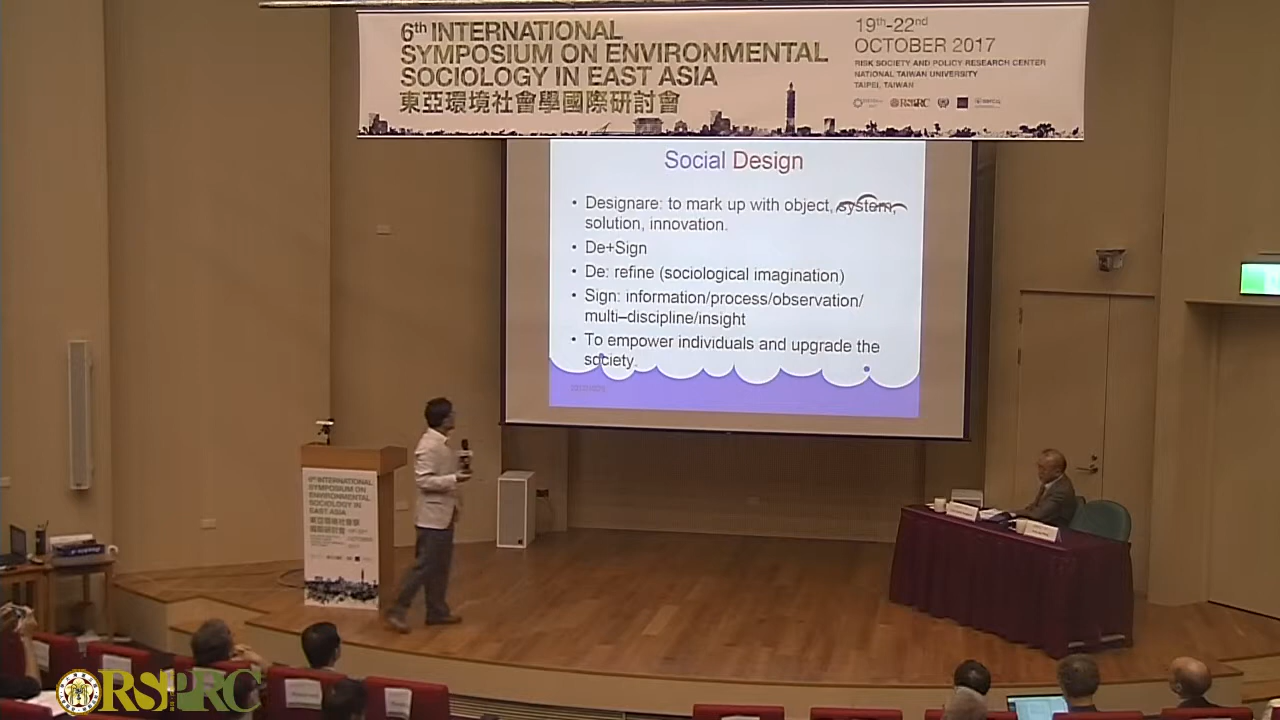 6th INTERNATIONAL
SYMPOSIUM ON ENVIRONMENTAL
SOCIOLOGY IN EAST ASIA
東亞環境社會學國際研討會
19th-22nd
OCTOBER 2017
RISK SOCIETY AND POLICY RESEARCH CENTER
NATIONAL TAIWAN UNIVERSITY
TAIPEI, TAIWAN
RSPRC
Social Design
• Designare: to mark up with object, system,
solution, innovation.
• De+Sign
• De: refine (sociological imagination)
• Sign: information/process/observation/
multi–discipline/insight
• To empower individuals and upgrade the
society.
6th INTERNATIONAL
SYMPOSIUM ON
ENVIRONMENTAL
SOCIOLOGY IN
EAST ASIA
東亞環境社會學
國際研討會
RSPRC